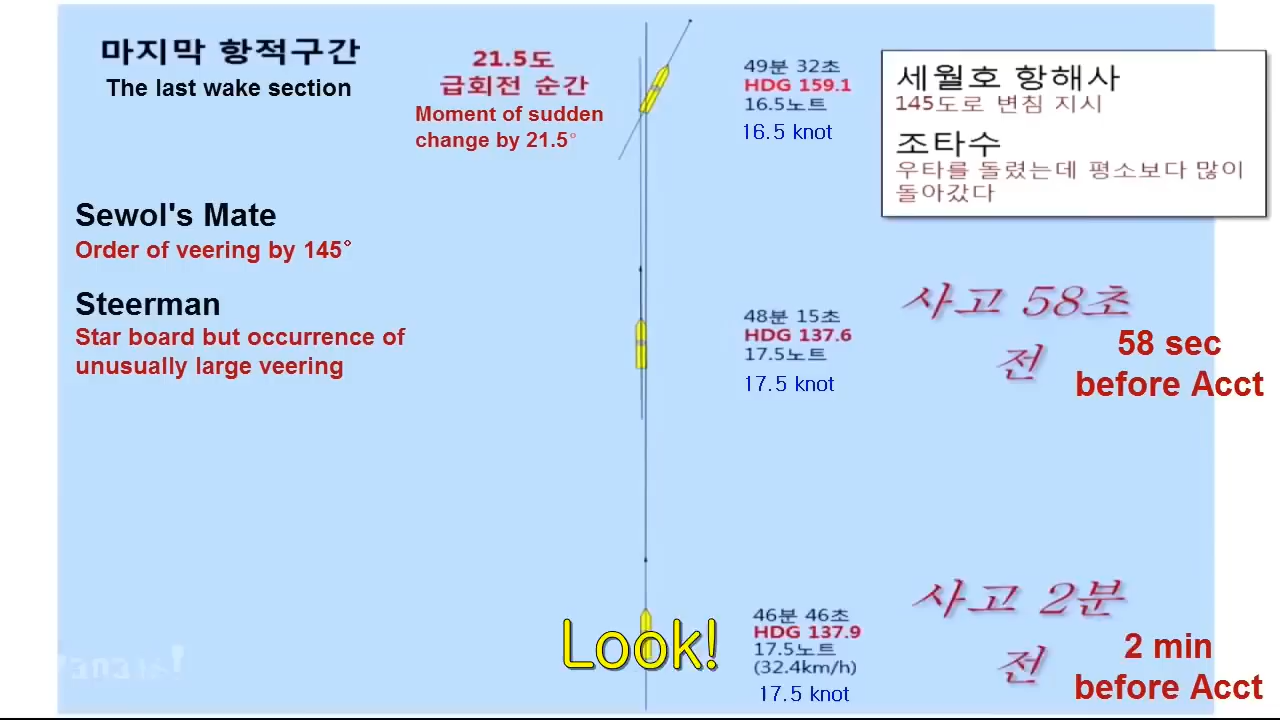 마지막 항적구간
The last wake section
21.5도
급회전 순간
Moment of sudden
change by 21.5°
49분 32초
HDG 159.1
16.5노트
16.5 knot
세월호 항해사
145도로 변침 지시
조타수
우타를 돌렸는데 평소보다 많이
돌아갔다
Sewol's Mate
Order of veering by 145°
Steerman
Star board but occurrence of
unusually large veering
48분 15초
HDG 137.6
17.5노트
17.5 knot
사고 58초
전
58 sec
before Acct
Look!
46분 46초
HDG 137.9
17.5노트
(32.4km/h)
17.5 knot
사고 2분
전
2 min
before Acct